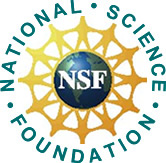 NATIONAL • SCIENCE
• FOUNDATION •
NSF